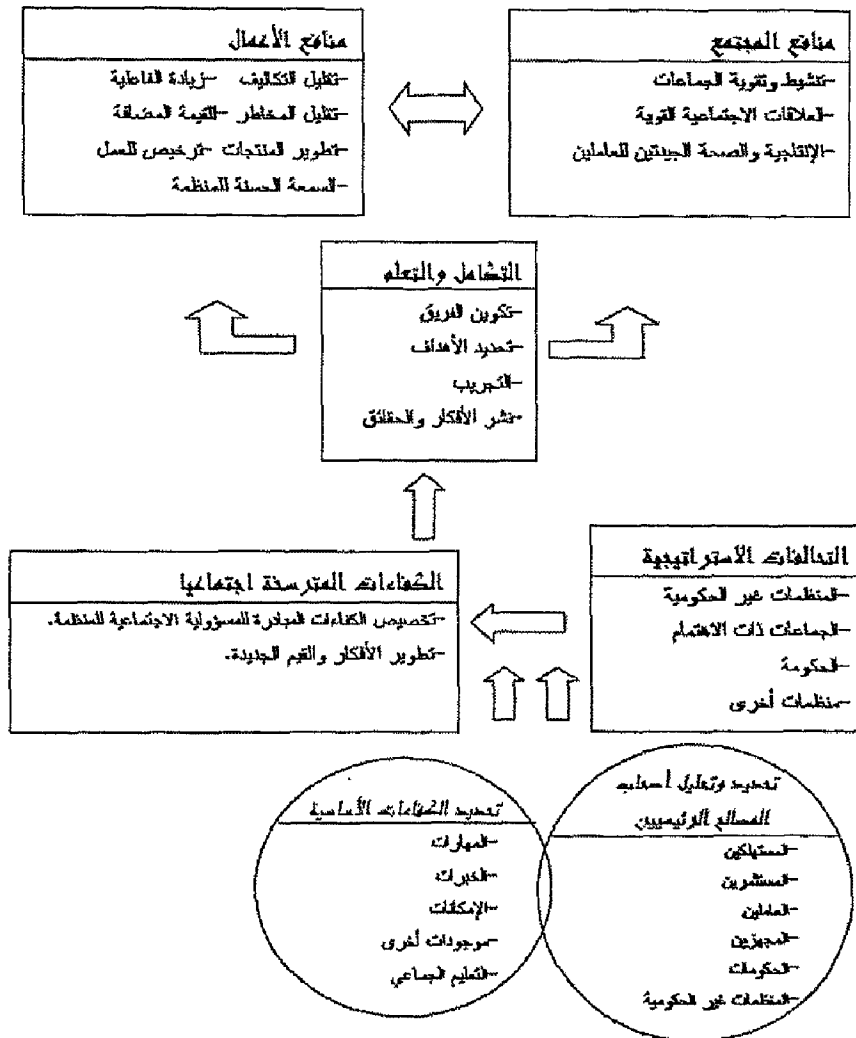 منافع المجتمع
-تنشيط وتقوية الجماعات
-العلاقات الاجتماعية القوية
-الإنتاجية والصحة الجيدتين للعاملين
منافع الأعمال
-تقليل التكاليف -زيادة الفاعلية
-تقليل المخاطر -القيمة المضافة
-تطوير المنتجات -ترخيص للعمل
-السمعة الحسنة للمنظمة
التكامل والتعلم
-تكوين الفريق
-تحديد الأهداف
-التجريب
-نشر الأفكار والحقائق
التحالفات الاستراتيجية
-المنظمات غير الحكومية
-الجماعات ذات الاهتمام
-الحكومة
-منظمات أخرى
الكفاءات المترسخة اجتماعيا
-تخصيص الكفاءات المبادرة للمسؤولية الاجتماعية للمنظمة.
-تطوير الأفكار والقيم الجديدة.
تحديد وتحليل أصحاب
المصالح الرئيسيين
-المستهلكين
-المستثمرين
-العاملين
-المجهزين
-الحكومات
-المنظمات غير الحكومية
تحديد الكفاءات الأساسية
-المهارات
-الخبرات
-الإمكانات
-موجودات أخرى
-التعليم الجماعي